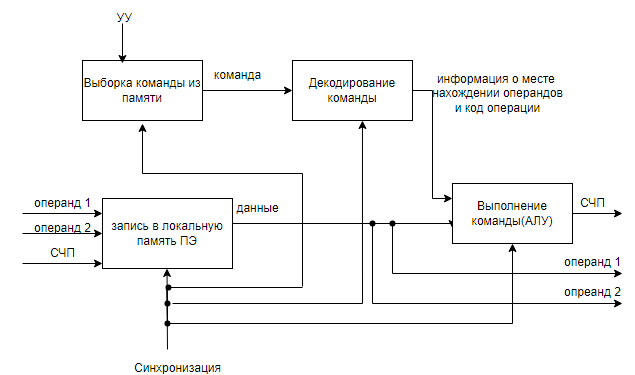 УУ
Выборка команды из
памяти
команда
Декодирование
команды
информация о месте
нахождении операндов
и код операции
операнд 1
операнд 2
СЧП
запись в локальную
память ПЭ
данные
Выполнение
команды(АЛУ)
СЧП
операнд 1
опреанд 2
Синхронизация